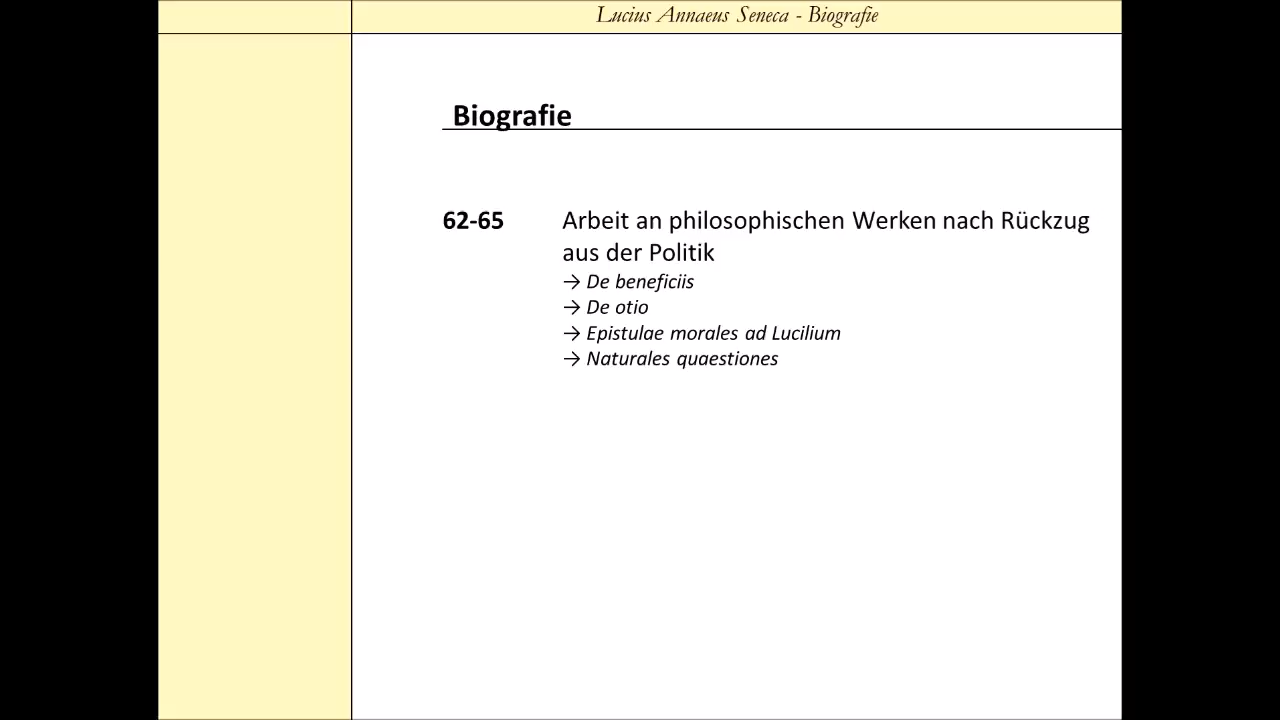 Lucius Annaeus Seneca - Biografie
Biografie
62-65 Arbeit an philosophischen Werken nach Rückzug
aus der Politik
→ De beneficiis
→ De otio
→ Epistulae morales ad Lucilium
→ Naturales quaestiones